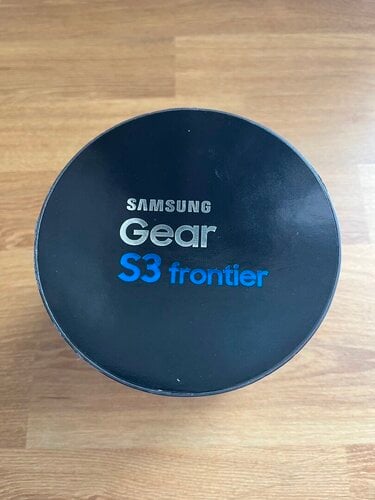 SAMSUNG
Gear
S3 frontier